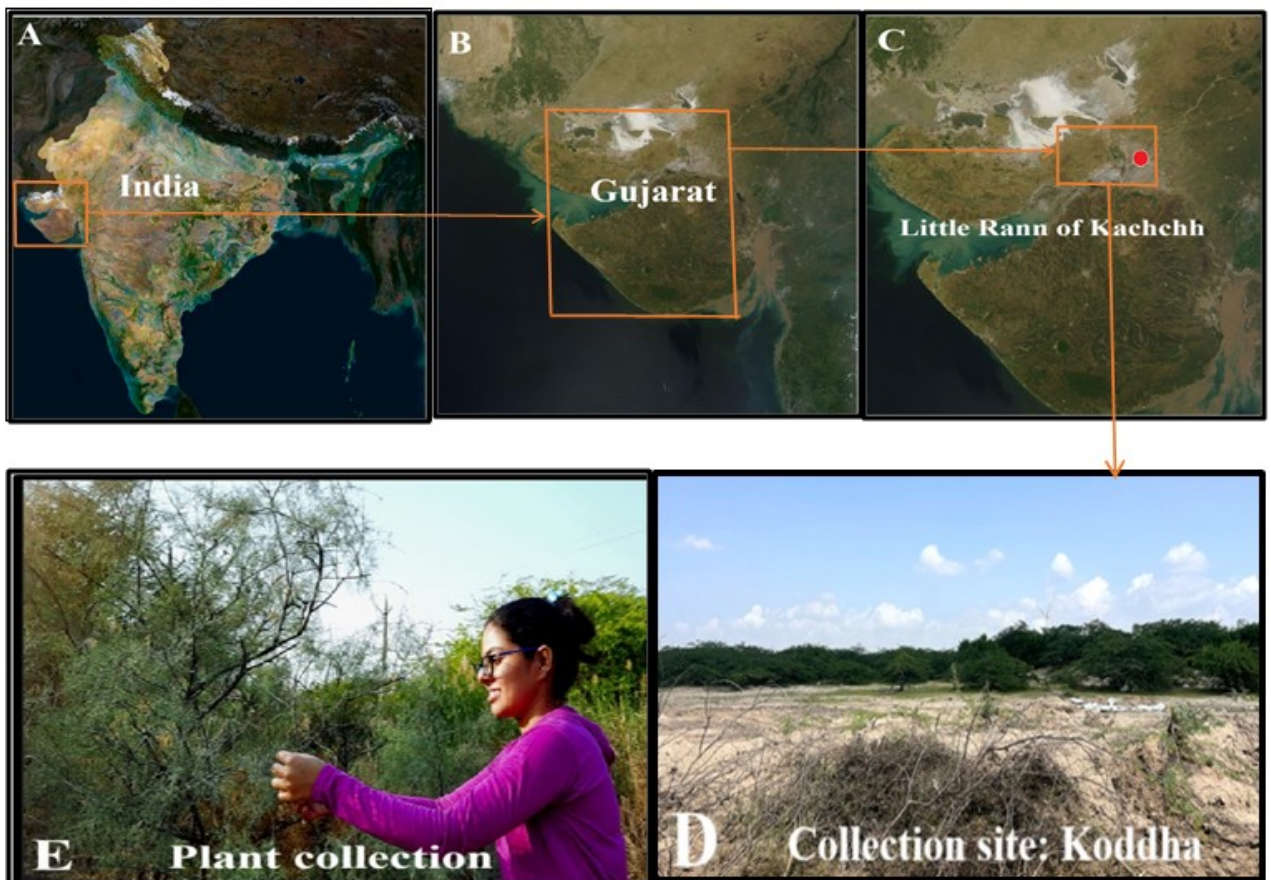 A
India
B
Gujarat
C
Little Rann of Kachchh
E
Plant collection
D
Collection site: Koddha